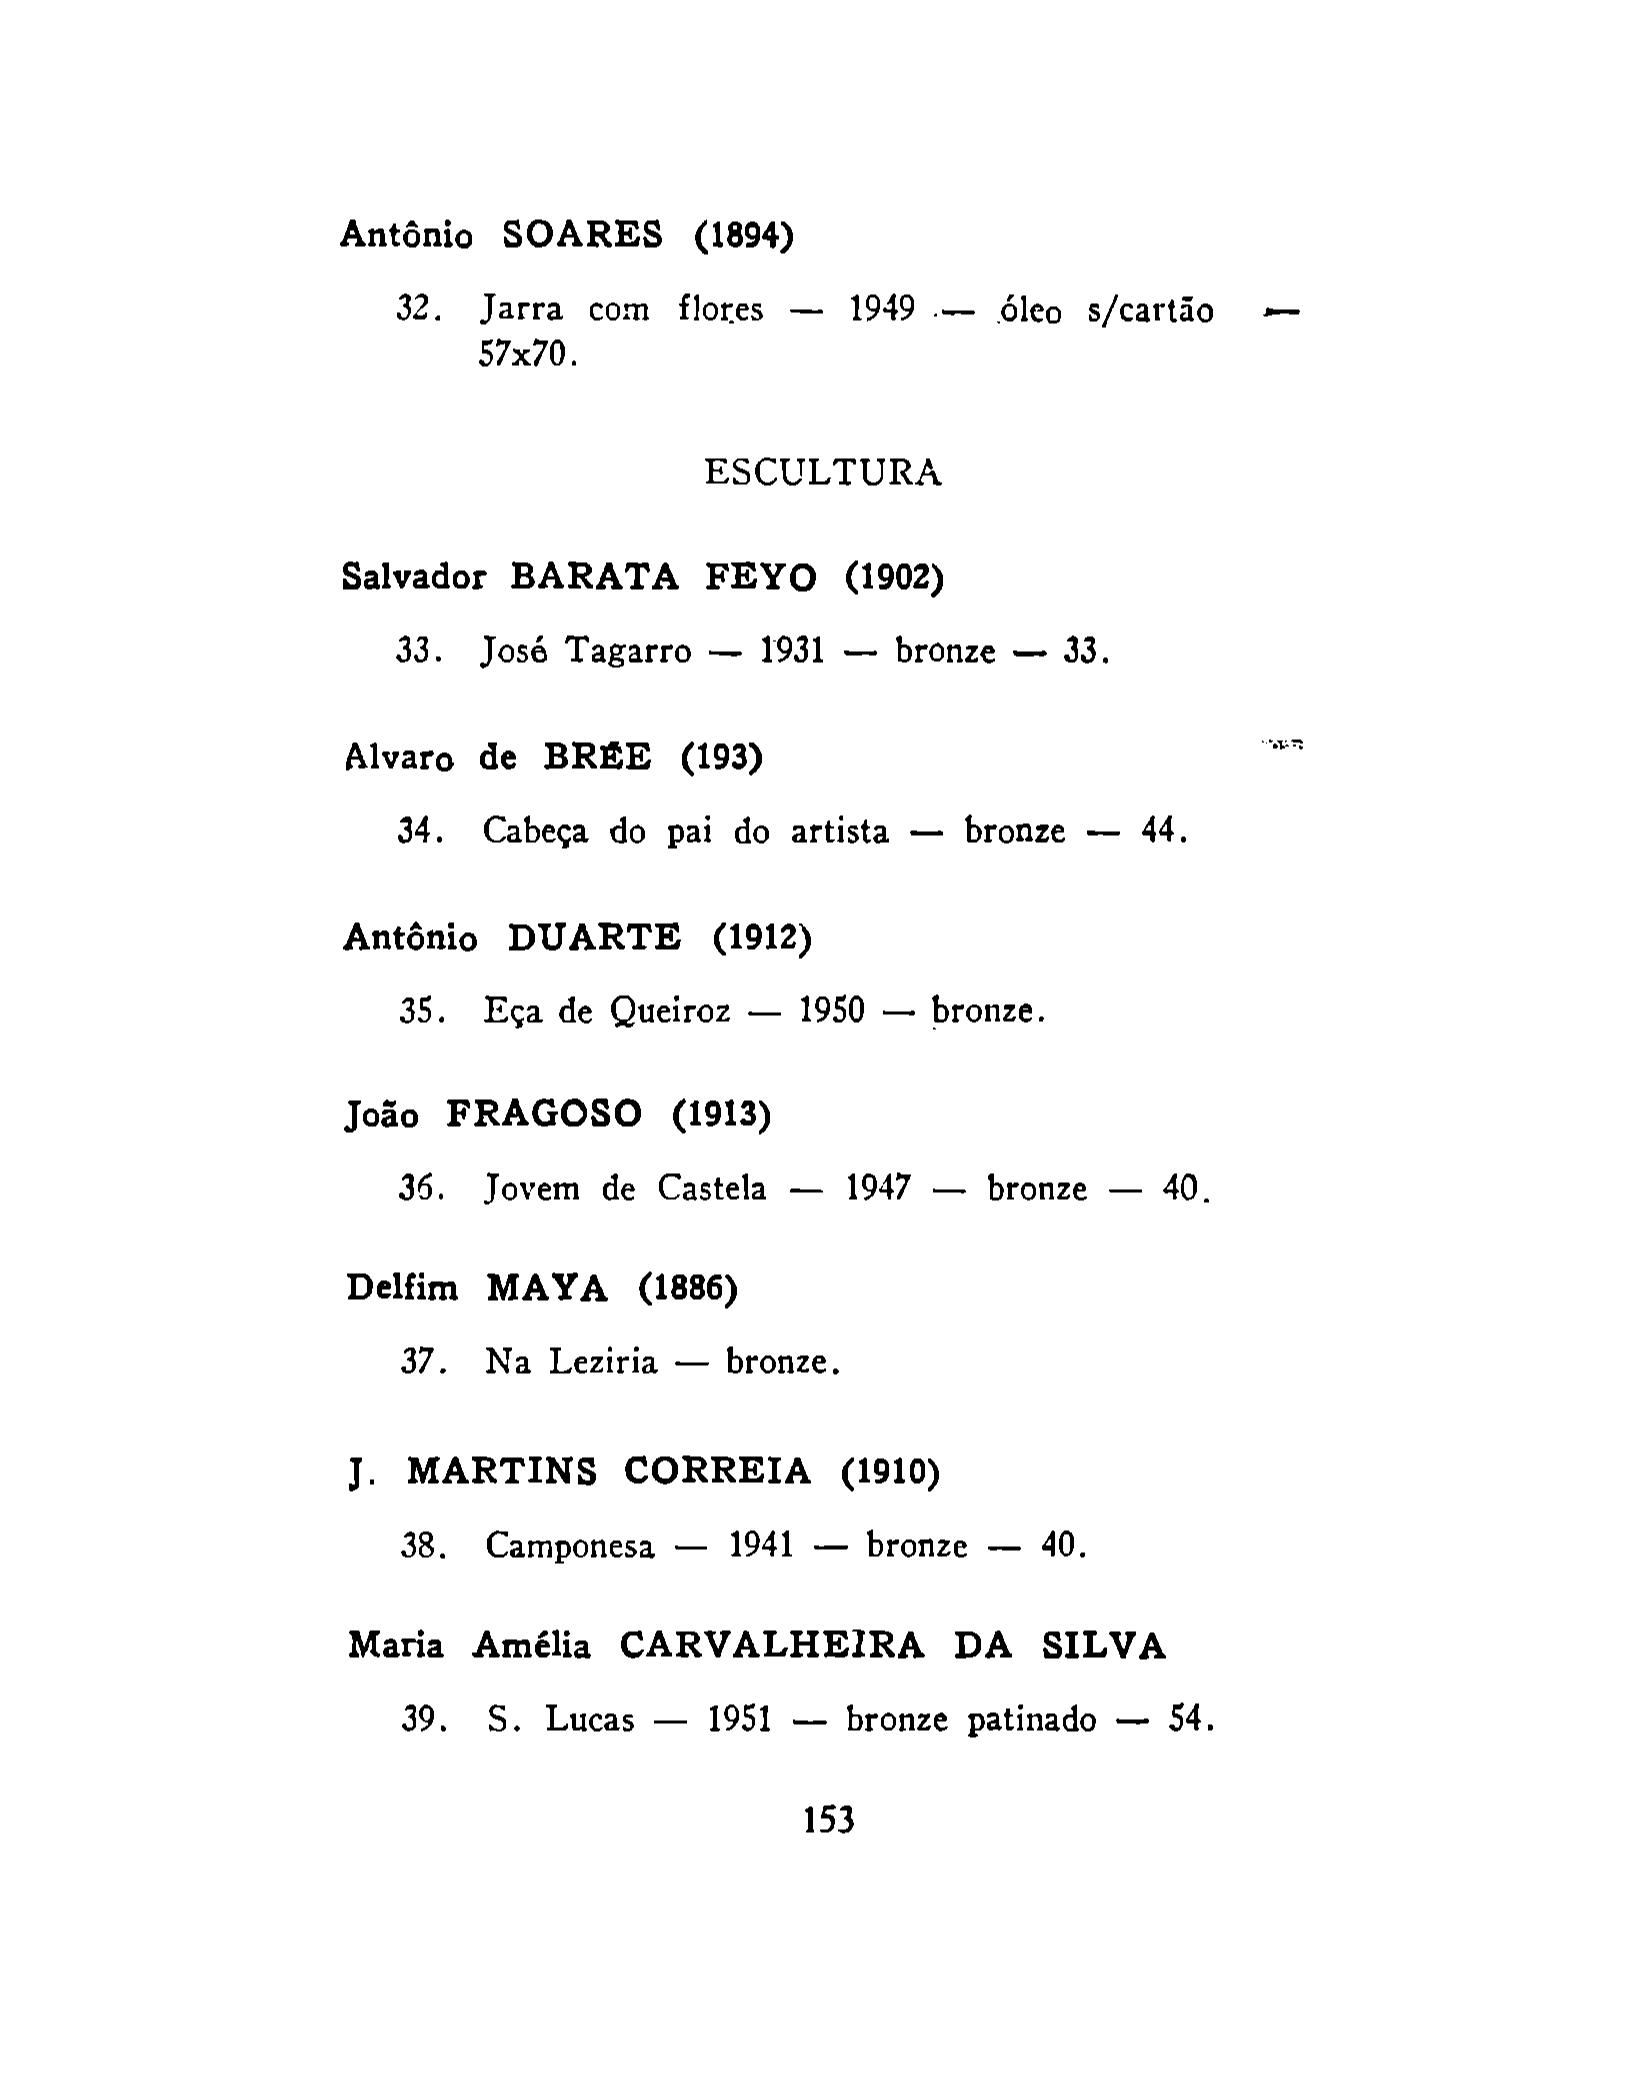 Antônio SOARES (1894)
32. Jarra com flores — 1949 — óleo s/cartão —
57x70.
ESCULTURA
Salvador BARATA FEYO (1902)
33. José Tagarro — 1931 — bronze — 33.
Alvaro de BRÉE (193)
34. Cabeça do pai do artista — bronze — 44.
Antônio DUARTE (1912)
35. Eça de Queiroz — 1950 — bronze.
João FRAGOSO (1913)
36. Jovem de Castela — 1947 — bronze — 40.
Delfim MAYA (1886)
37. Na Leziria — bronze.
J. MARTINS CORREIA (1910)
38. Camponesa — 1941 — bronze — 40.
Maria Amélia CARVALHEIRA DA SILVA
39. S. Lucas — 1951 — bronze patinado — 54.
153